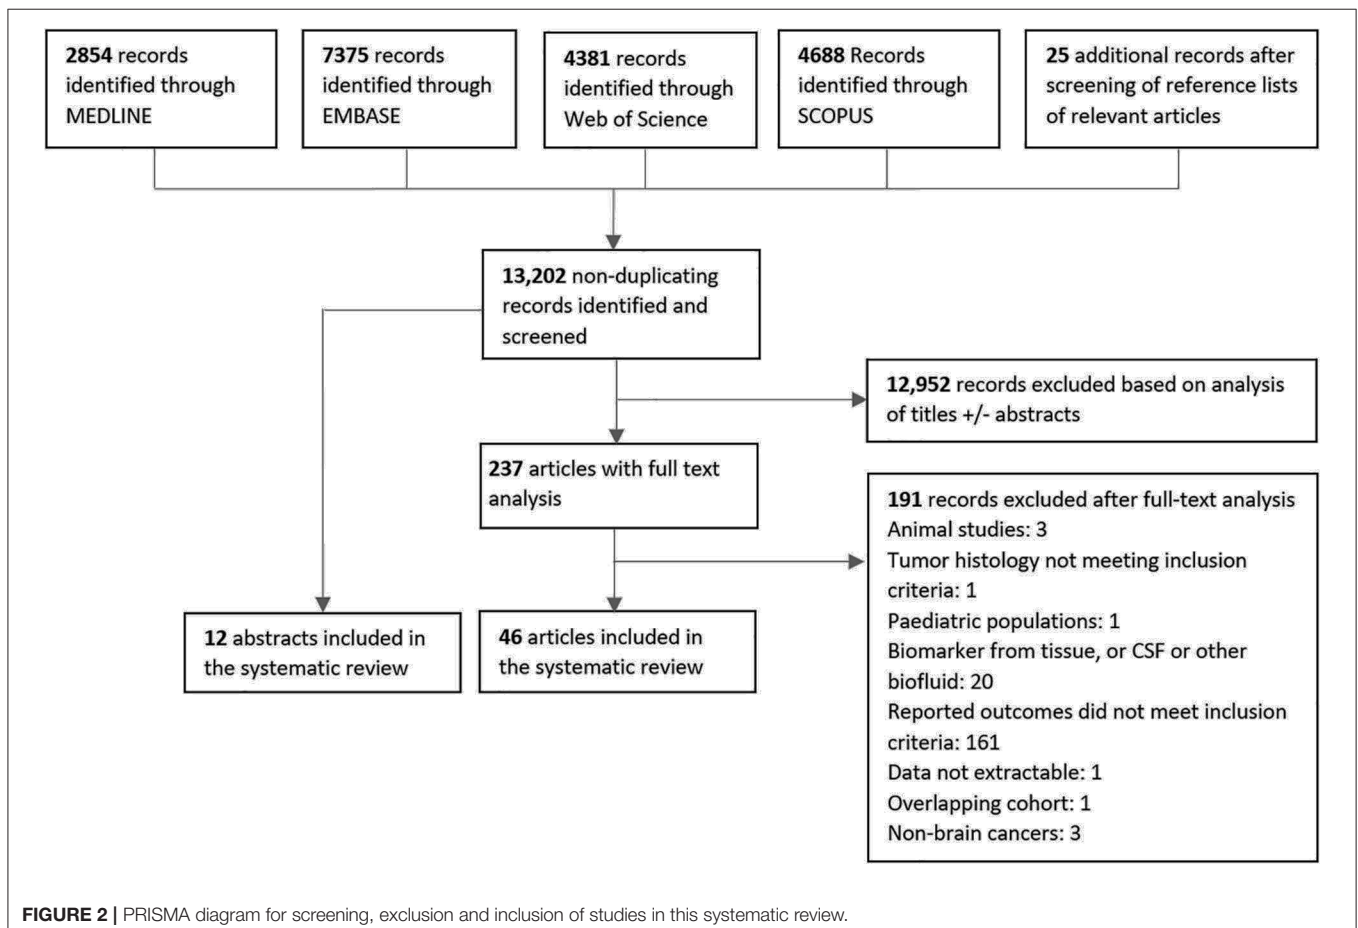 2854 records
identified through
MEDLINE
7375 records
identified through
EMBASE
4381 records
identified through
Web of Science
4688 Records
identified through
SCOPUS
25 additional records after
screening of reference lists
of relevant articles
13,202 non-duplicating
records identified and
screened
12,952 records excluded based on analysis
of titles +/- abstracts
237 articles with full text
analysis
191 records excluded after full-text analysis
Animal studies: 3
Tumor histology not meeting inclusion
criteria: 1
Paediatric populations: 1
Biomarker from tissue, or CSF or other
biofluid: 20
Reported outcomes did not meet inclusion
criteria: 161
Data not extractable: 1
Overlapping cohort: 1
Non-brain cancers: 3
12 abstracts included in
the systematic review
46 articles included in
the systematic review
FIGURE 2 | PRISMA diagram for screening, exclusion and inclusion of studies in this systematic review.